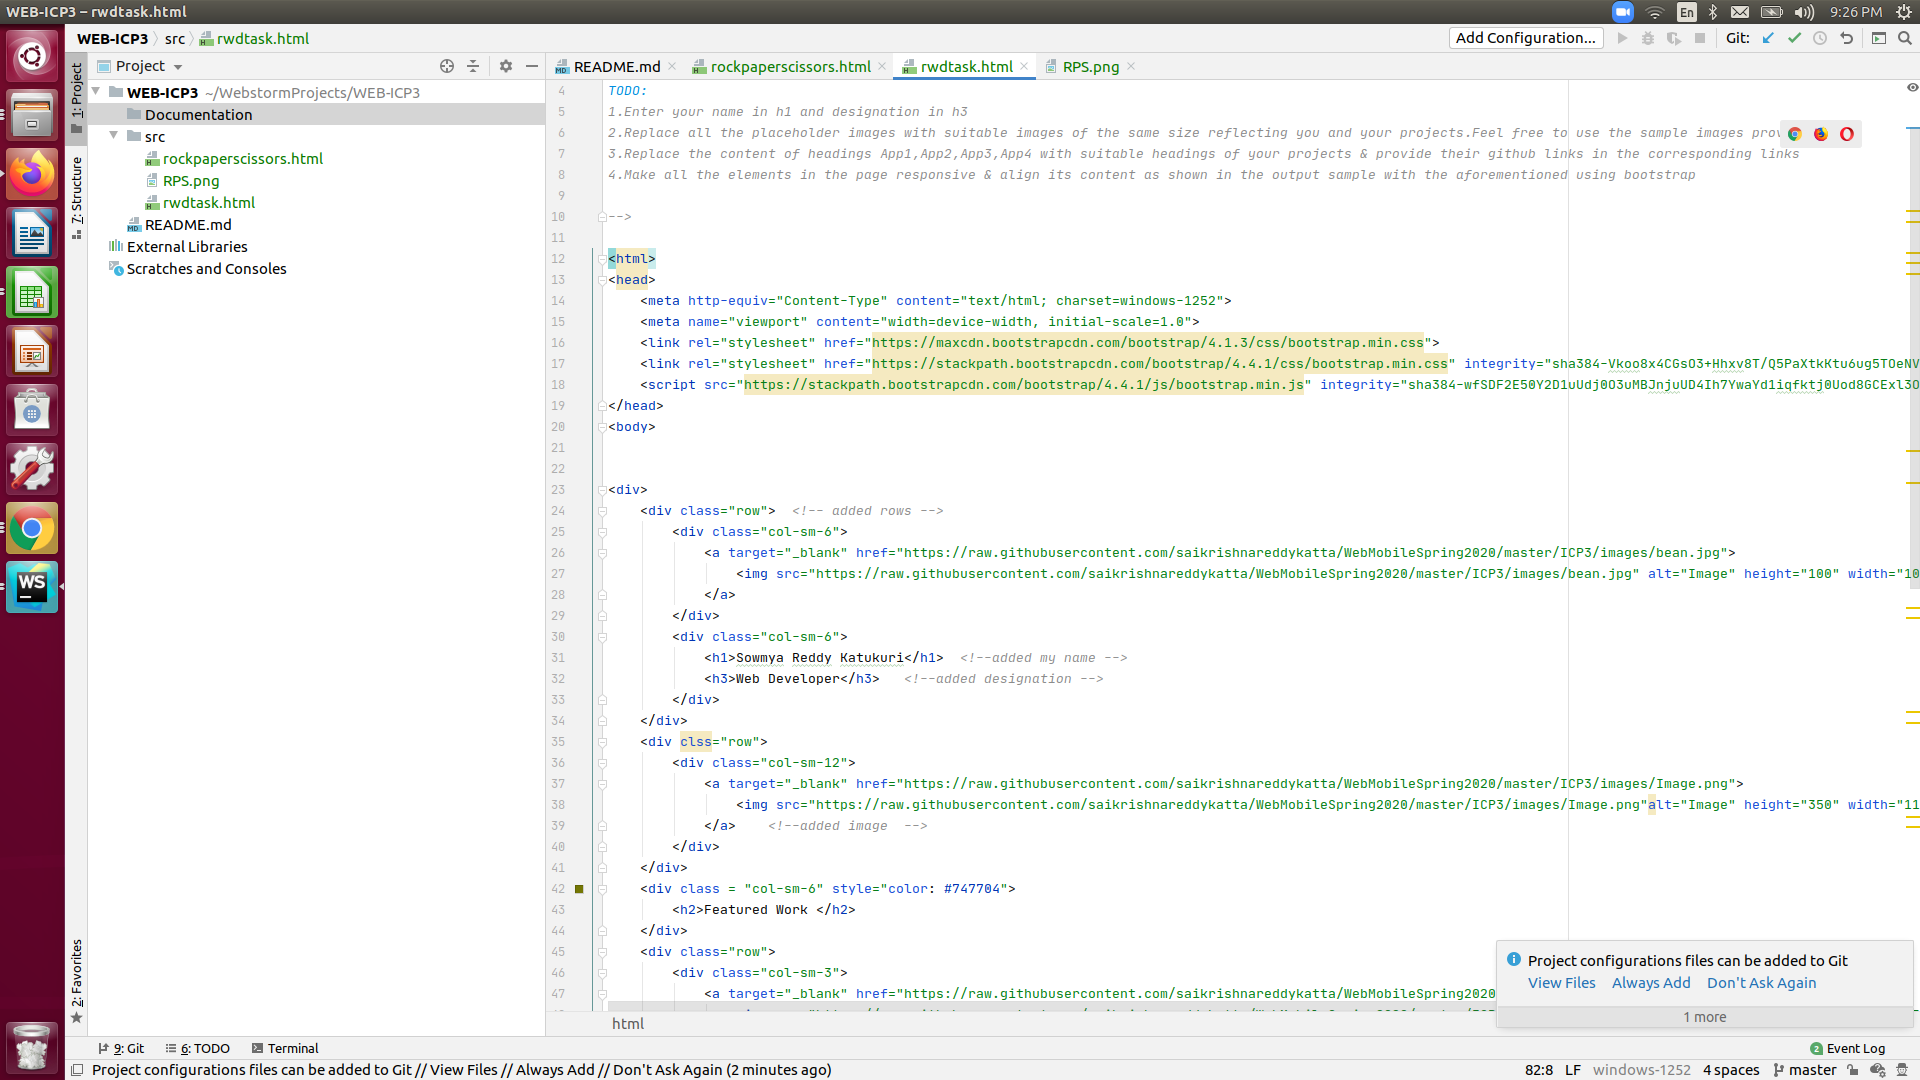 WEB-ICP3 – rwdtask.html
En
9:26 PM
WEB-ICP3 src rwdtask.html
Add Configuration...
Git:
Project
README.md
rockpaperscissors.html
rwdtask.html
RPS.png
1: Project
7: Structure
2: Favorites
WEB-ICP3 ~/WebstormProjects/WEB-ICP3
Documentation
src
rockpaperscissors.html
RPS.png
rwdtask.html
README.md
External Libraries
Scratches and Consoles
4 TODO:
5 1.Enter your name in h1 and designation in h3
6 2.Replace all the placeholder images with suitable images of the same size reflecting you and your projects.Feel free to use the sample images prov
7 3.Replace the content of headings App1,App2,App3,App4 with suitable headings of your projects & provide their github links in the corresponding links
8 4.Make all the elements in the page responsive & align its content as shown in the output sample with the aforementioned using bootstrap
9
10 -->
11
12 <html>
13 <head>
14 <meta http-equiv="Content-Type" content="text/html; charset=windows-1252">
15 <meta name="viewport" content="width=device-width, initial-scale=1.0">
16 <link rel="stylesheet" href="https://maxcdn.bootstrapcdn.com/bootstrap/4.1.3/css/bootstrap.min.css">
17 <link rel="stylesheet" href="https://stackpath.bootstrapcdn.com/bootstrap/4.4.1/css/bootstrap.min.css" integrity="sha384-Vkoo8x4CGsO3+Hhxv8T/Q5PaXtkKtu6ug5TOeNV
18 <script src="https://stackpath.bootstrapcdn.com/bootstrap/4.4.1/js/bootstrap.min.js" integrity="sha384-wfSDF2E50Y2D1uUdj0O3uMBJnjuUD4Ih7YwaYd1iqfktj0Uod8GCExl3O
19 </head>
20 <body>
21
22
23 <div>
24 <div class="row"> <!-- added rows -->
25 <div class="col-sm-6">
26 <a target="_blank" href="https://raw.githubusercontent.com/saikrishnareddykatta/WebMobileSpring2020/master/ICP3/images/bean.jpg">
27 <img src="https://raw.githubusercontent.com/saikrishnareddykatta/WebMobileSpring2020/master/ICP3/images/bean.jpg" alt="Image" height="100" width="10
28 </a>
29 </div>
30 <div class="col-sm-6">
31 <h1>Sowmya Reddy Katukuri</h1> <!--added my name -->
32 <h3>Web Developer</h3> <!--added designation -->
33 </div>
34 </div>
35 <div clss="row">
36 <div class="col-sm-12">
37 <a target="_blank" href="https://raw.githubusercontent.com/saikrishnareddykatta/WebMobileSpring2020/master/ICP3/images/Image.png">
38 <img src="https://raw.githubusercontent.com/saikrishnareddykatta/WebMobileSpring2020/master/ICP3/images/Image.png"alt="Image" height="350" width="11
39 </a> <!--added image -->
40 </div>
41 </div>
42 <div class = "col-sm-6" style="color: #747704">
43 <h2>Featured Work </h2>
44 </div>
45 <div class="row">
46 <div class="col-sm-3">
47 <a target="_blank" href="https://raw.githubusercontent.com/saikrishnareddykatta/WebMobileSpring2020
html
Project configurations files can be added to Git
View Files Always Add Don't Ask Again
1 more
9: Git
6: TODO
Terminal
2 Event Log
Project configurations files can be added to Git // View Files // Always Add // Don't Ask Again (2 minutes ago)
82:8 LF windows-1252 4 spaces master
WS